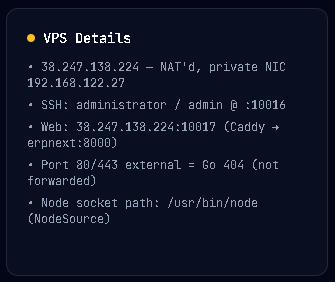 VPS Details
• 38.247.138.224 — NAT'd, private NIC
192.168.122.27
• SSH: administrator / admin @ :10016
• Web: 38.247.138.224:10017 (Caddy →
erpnext:8000)
• Port 80/443 external = Go 404 (not
forwarded)
• Node socket path: /usr/bin/node
(NodeSource)